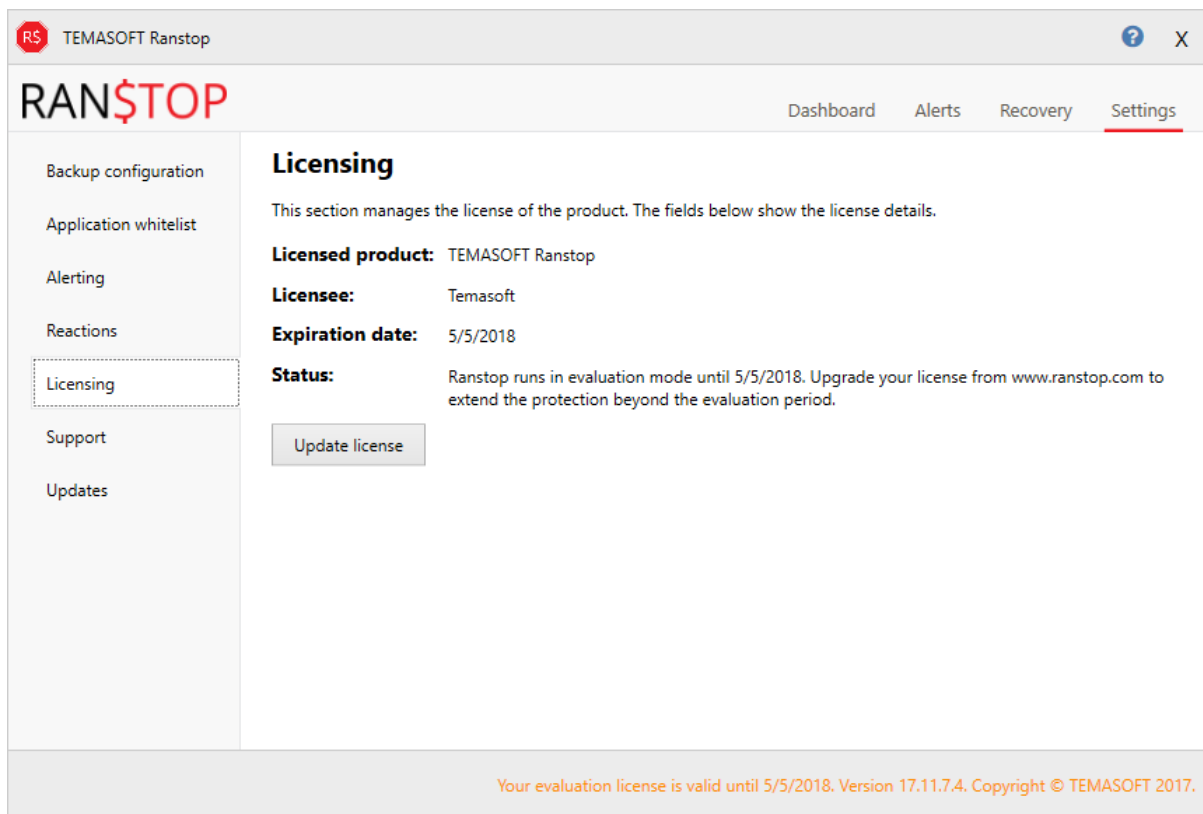 R$ TEMASOFT Ranstop ? X
RAN$TOP
Dashboard Alerts Recovery Settings
Backup configuration
Application whitelist
Alerting
Reactions
Licensing
Support
Updates
Licensing
This section manages the license of the product. The fields below show the license details.
Licensed product: TEMASOFT Ranstop
Licensee: Temasoft
Expiration date: 5/5/2018
Status: Ranstop runs in evaluation mode until 5/5/2018. Upgrade your license from www.ranstop.com to
extend the protection beyond the evaluation period.
Update license
Your evaluation license is valid until 5/5/2018. Version 17.11.7.4. Copyright © TEMASOFT 2017.